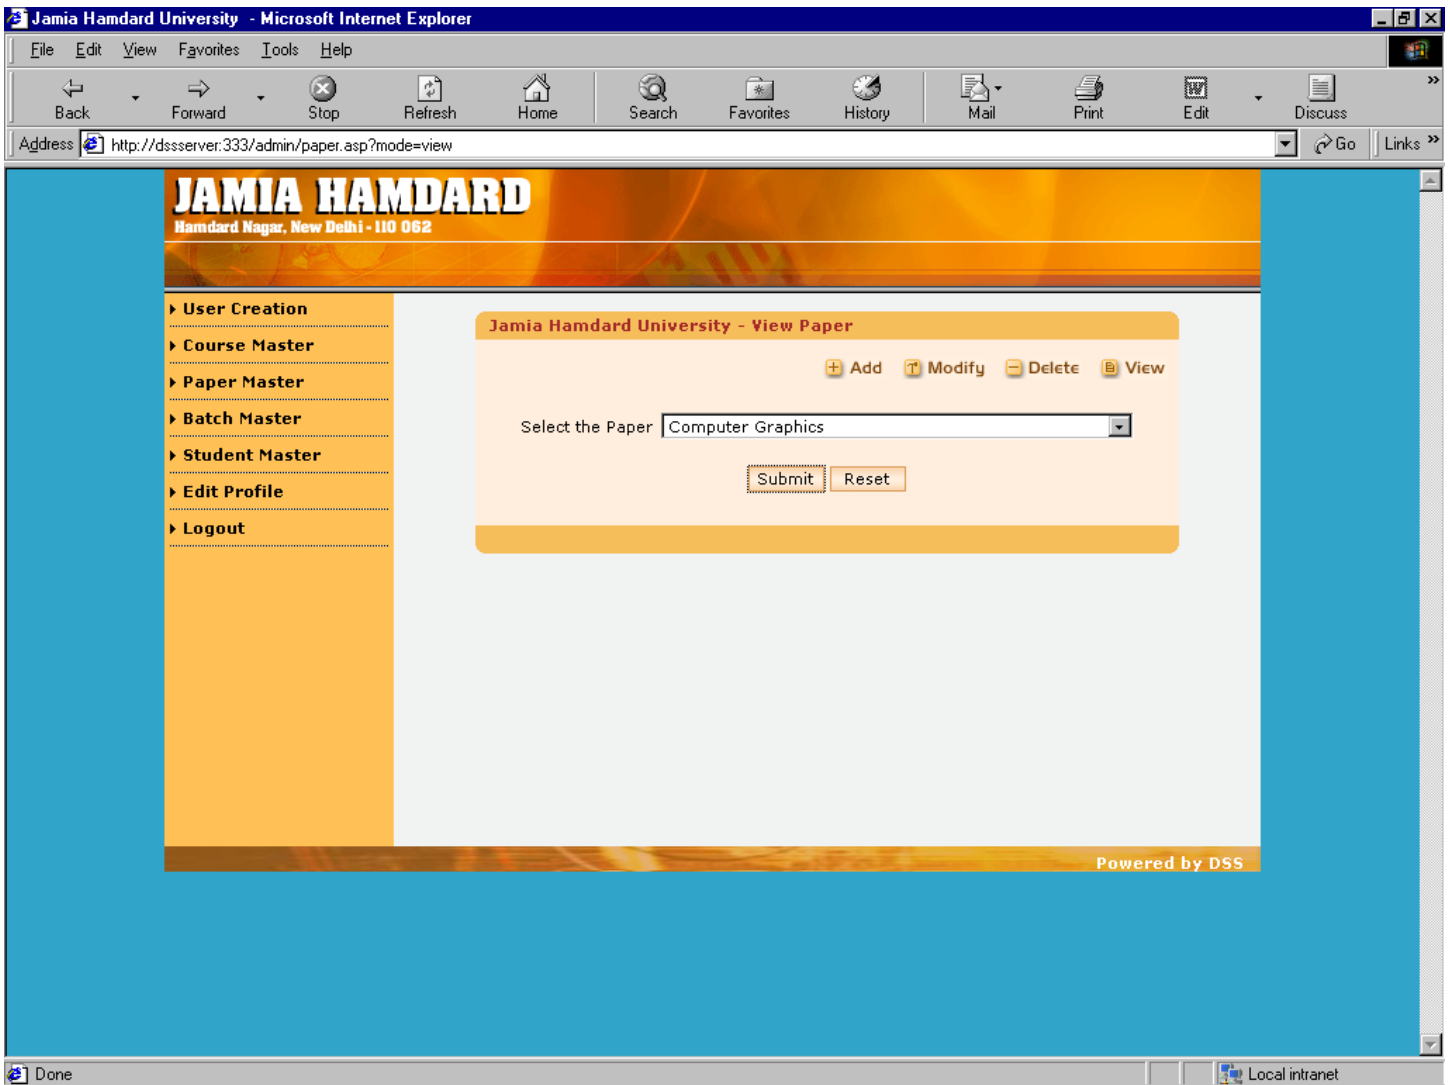 Jamia Hamdard University - Microsoft Internet Explorer
File Edit View Favorites Tools Help
Back Forward Stop Refresh Home Search Favorites History Mail Print Edit Discuss »
Address http://dssserver:333/admin/paper.asp?mode=view Go Links »
JAMIA HAMDARD
Hamdard Nagar, New Delhi - 110 062
User Creation
Course Master
Paper Master
Batch Master
Student Master
Edit Profile
Logout
Jamia Hamdard University - View Paper
Add Modify Delete View
Select the Paper Computer Graphics
Submit Reset
Powered by DSS
Done Local intranet